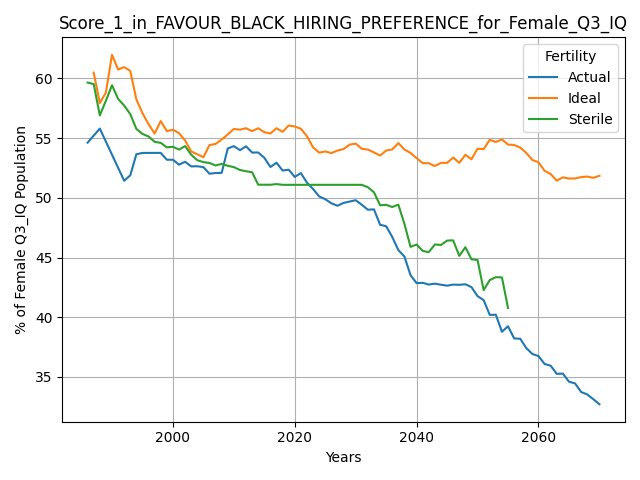 Score_1_in_FAVOUR_BLACK_HIRING_PREFERENCE_for_Female_Q3_IQ
Fertility
Actual
Ideal
Sterile
% of Female Q3_IQ Population
60
55
50
45
40
35
2000
2020
2040
2060
Years